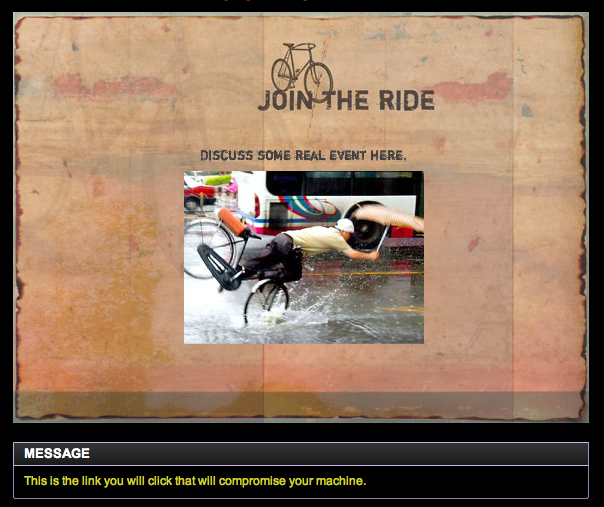 JOIN THE RIDE
DISCUSS SOME REAL EVENT HERE.
MESSAGE
This is the link you will click that will compromise your machine.